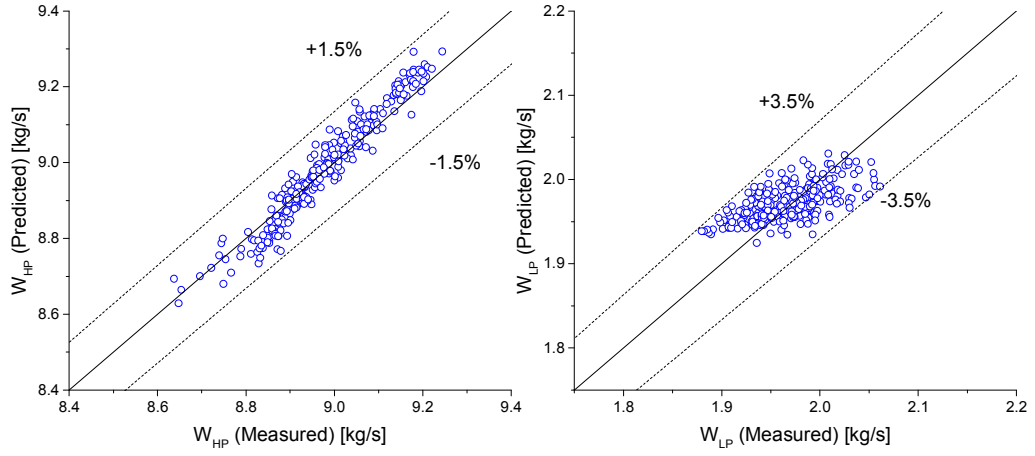 9.4
9.2
9.0
8.8
8.6
8.4
W_HP (Predicted) [kg/s]
+1.5%
-1.5%
8.4 8.6 8.8 9.0 9.2 9.4
W_HP (Measured) [kg/s]
2.2
2.1
2.0
1.9
1.8
W_LP (Predicted) [kg/s]
+3.5%
-3.5%
1.8 1.9 2.0 2.1 2.2
W_LP (Measured) [kg/s]